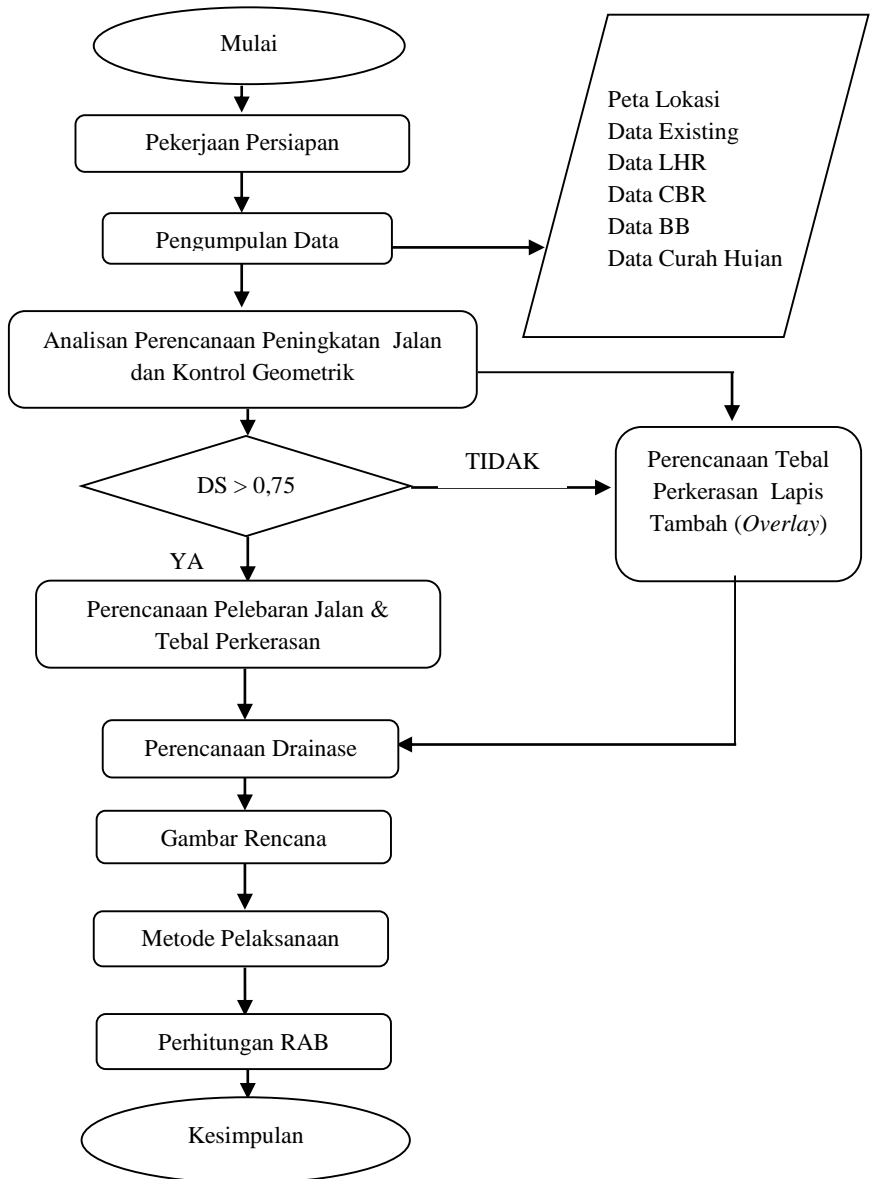 Mulai
Pekerjaan Persiapan
Pengumpulan Data
Peta Lokasi
Data Existing
Data LHR
Data CBR
Data BB
Data Curah Hujan
Analisan Perencanaan Peningkatan Jalan
dan Kontrol Geometrik
DS > 0,75
TIDAK
Perencanaan Tebal
Perkerasan Lapis
Tambah (Overlay)
YA
Perencanaan Pelebaran Jalan &
Tebal Perkerasan
Perencanaan Drainase
Gambar Rencana
Metode Pelaksanaan
Perhitungan RAB
Kesimpulan